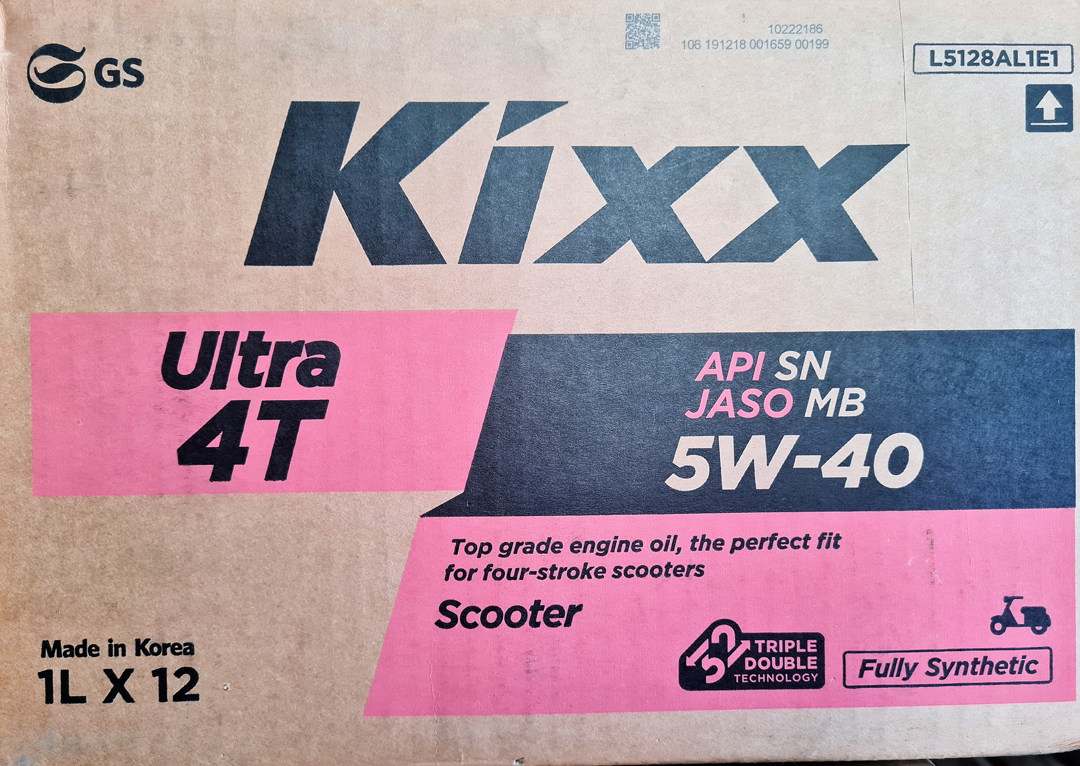 GS
10222186
106 191218 001659 00199
L5128AL1E1
Kixx
Ultra
4T
API SN
JASO MB
5W-40
Top grade engine oil, the perfect fit
for four-stroke scooters
Scooter
Made in Korea
1L X 12
TRIPLE
DOUBLE
TECHNOLOGY
Fully Synthetic